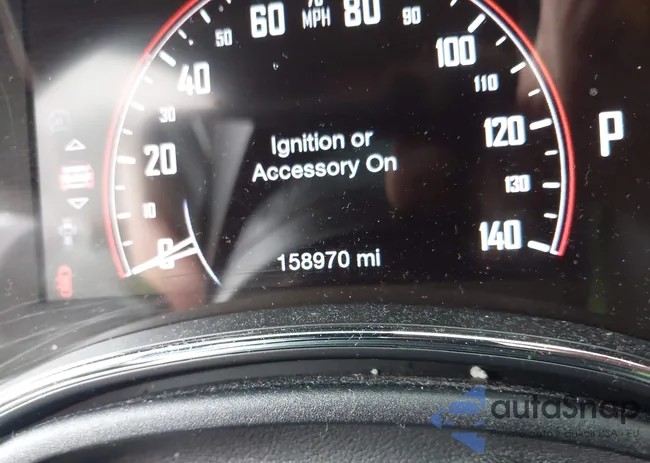 60 MPH 80
50 90
40 100
30 110
Ignition or
Accessory On
20 120 P
10 130
0 140
158970 mi
autoSnap